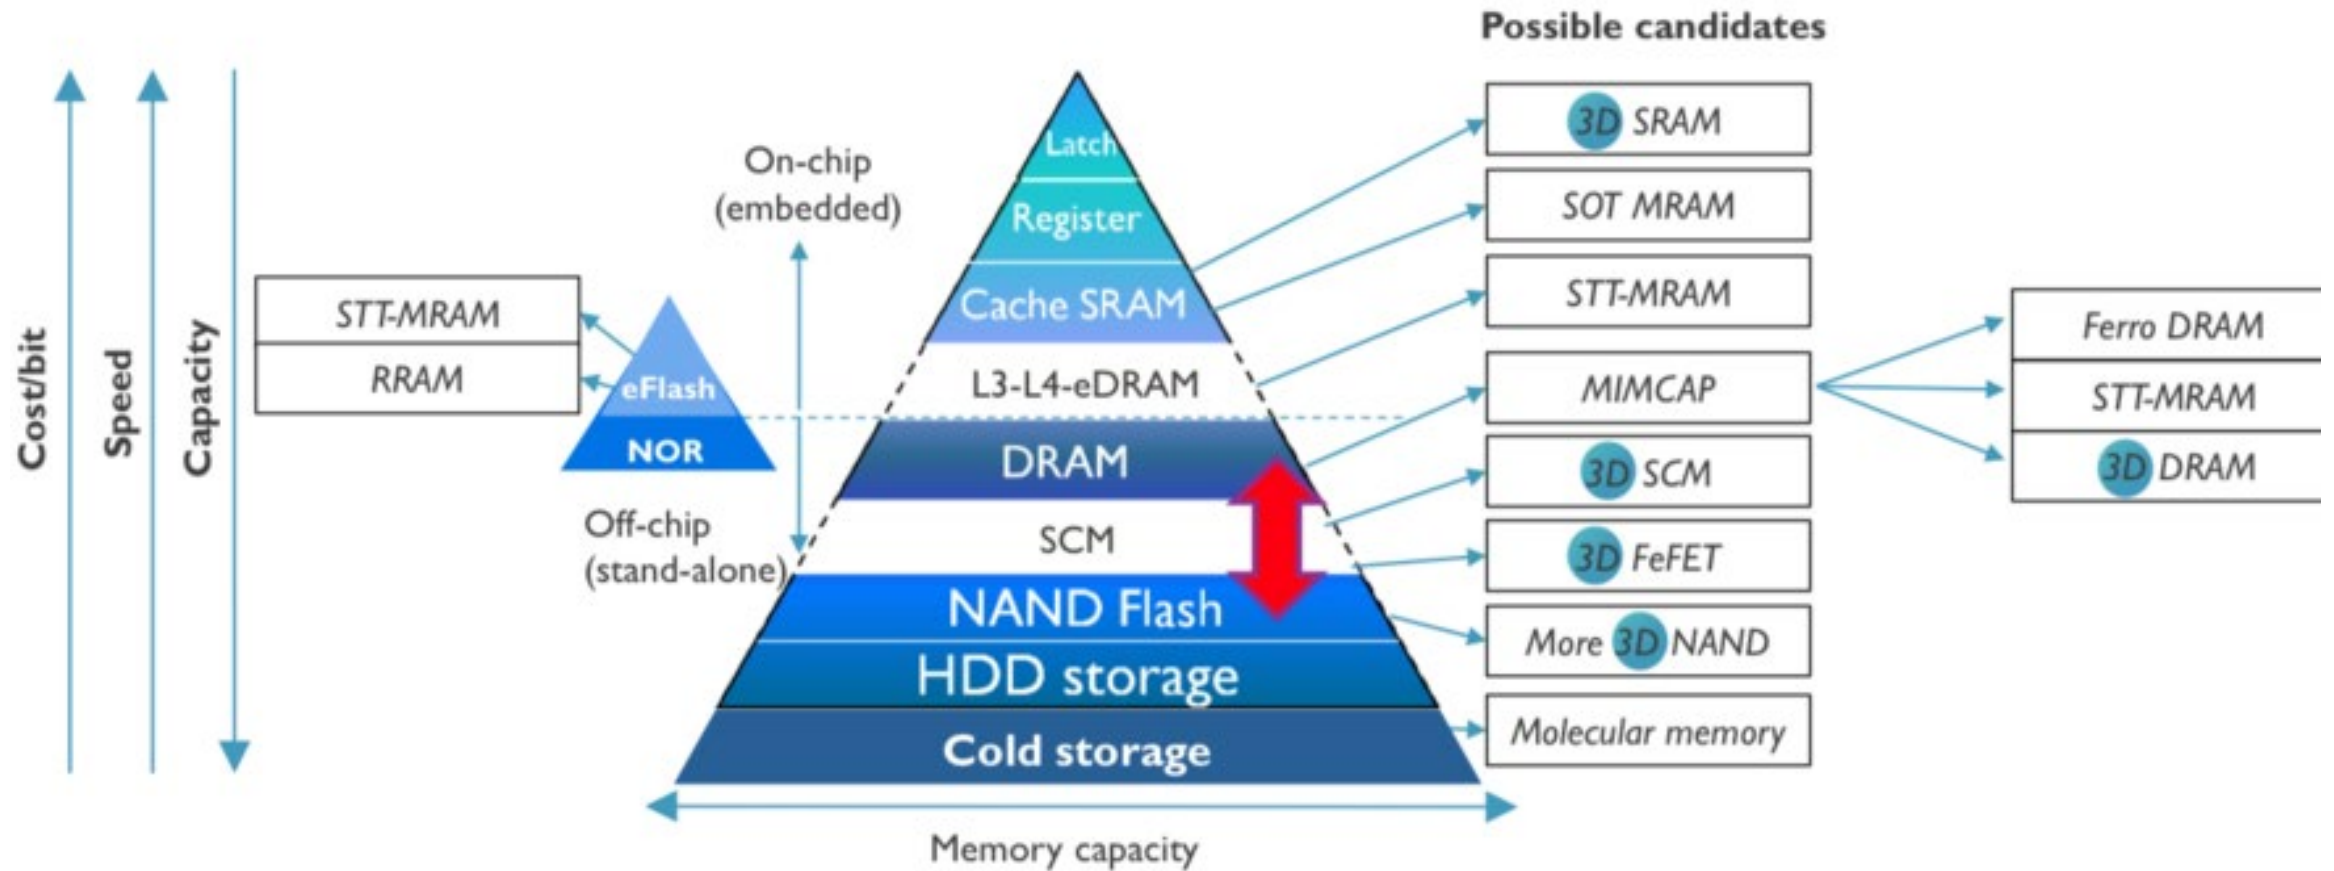 Possible candidates
Cost/bit
Speed
Capacity
STT-MRAM
RRAM
eFlash
NOR
On-chip
(embedded)
Off-chip
(stand-alone)
Latch
Register
Cache SRAM
L3-L4-eDRAM
DRAM
SCM
NAND Flash
HDD storage
Cold storage
Memory capacity
3D SRAM
SOT MRAM
STT-MRAM
MIMCAP
3D SCM
3D FeFET
More 3D NAND
Molecular memory
Ferro DRAM
STT-MRAM
3D DRAM